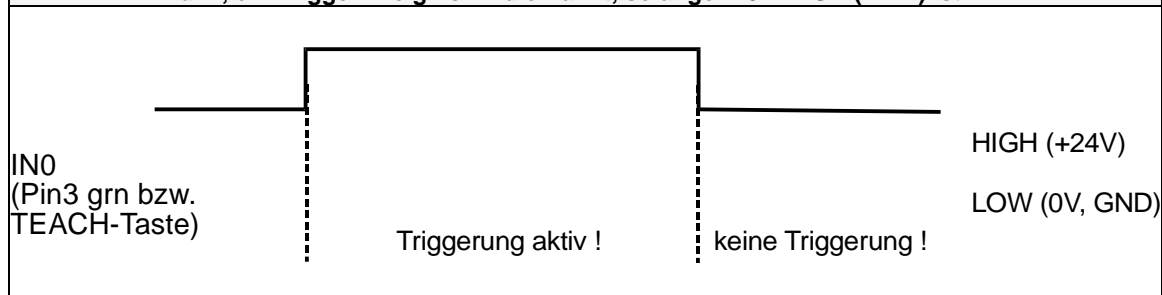 HIGH (+24V)
IN0
(Pin3 grn bzw.
TEACH-Taste)
LOW (0V, GND)
Triggerung aktiv !
keine Triggerung !